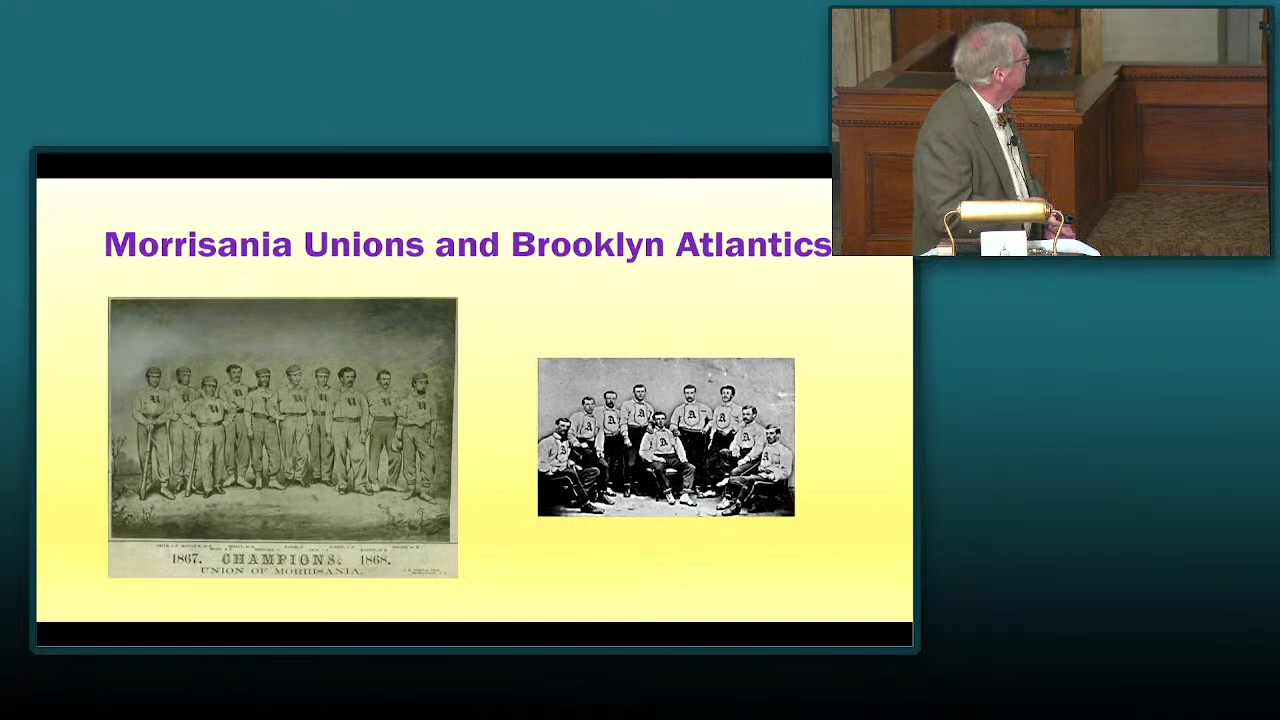 Morrisania Unions and Brooklyn Atlantics
1867. CHAMPIONS. 1868.
UNION OF MORRISANIA.